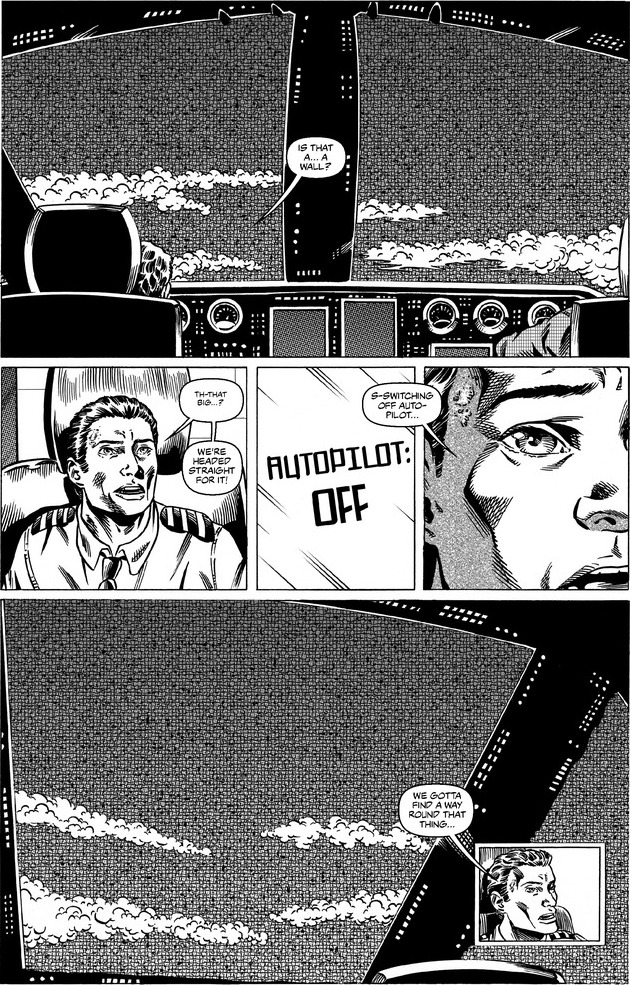 IS THAT
A... A
WALL?
TH-THAT
BIG...?
WE'RE
HEADED
STRAIGHT
FOR IT!
AUTOPILOT:
OFF
S-SWITCHING
OFF AUTO-
PILOT...
WE GOTTA
FIND A WAY
ROUND THAT
THING...